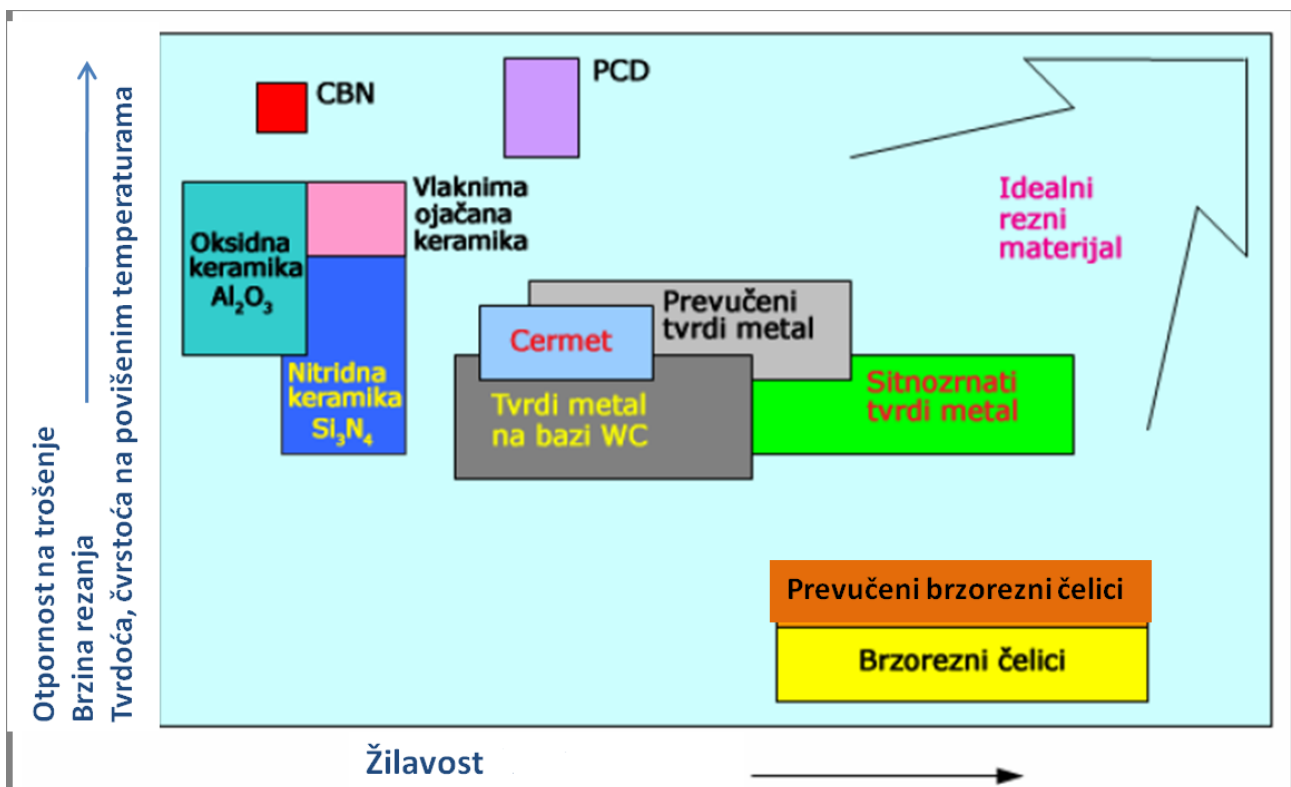 Otpornost na trošenje
Brzina rezanja
Tvrdoća, čvrstoća na povišenim temperaturama
CBN
PCD
Oksidna
keramika
Al₂O₃
Vlaknima
ojačana
keramika
Nitridna
keramika
Si₃N₄
Idealni
rezni
materijal
Prevučeni
tvrdi metal
Cermet
Tvrdi metal
na bazi WC
Sitnozrnati
tvrdi metal
Prevučeni brzorezni čelici
Brzorezni čelici
Žilavost